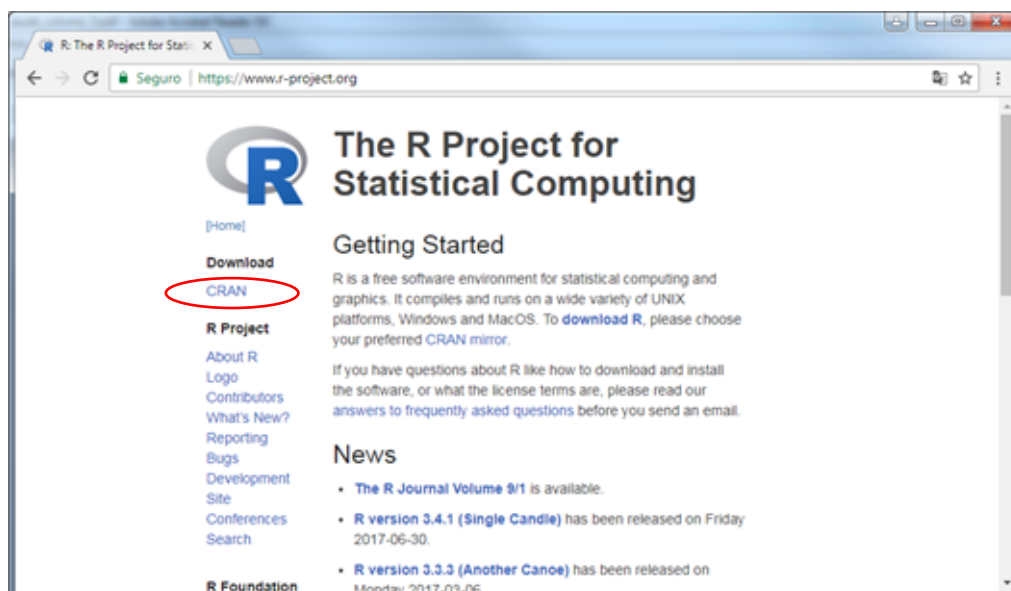 R: The R Project for Stati
Seguro | https://www.r-project.org
R
[Home]
Download
CRAN
R Project
About R
Logo
Contributors
What's New?
Reporting
Bugs
Development
Site
Conferences
Search
R Foundation
The R Project for
Statistical Computing
Getting Started
R is a free software environment for statistical computing and
graphics. It compiles and runs on a wide variety of UNIX
platforms, Windows and MacOS. To download R, please choose
your preferred CRAN mirror.
If you have questions about R like how to download and install
the software, or what the license terms are, please read our
answers to frequently asked questions before you send an email.
News
• The R Journal Volume 9/1 is available.
• R version 3.4.1 (Single Candle) has been released on Friday
2017-06-30.
• R version 3.3.3 (Another Canoe) has been released on
Monday 2017-03-06